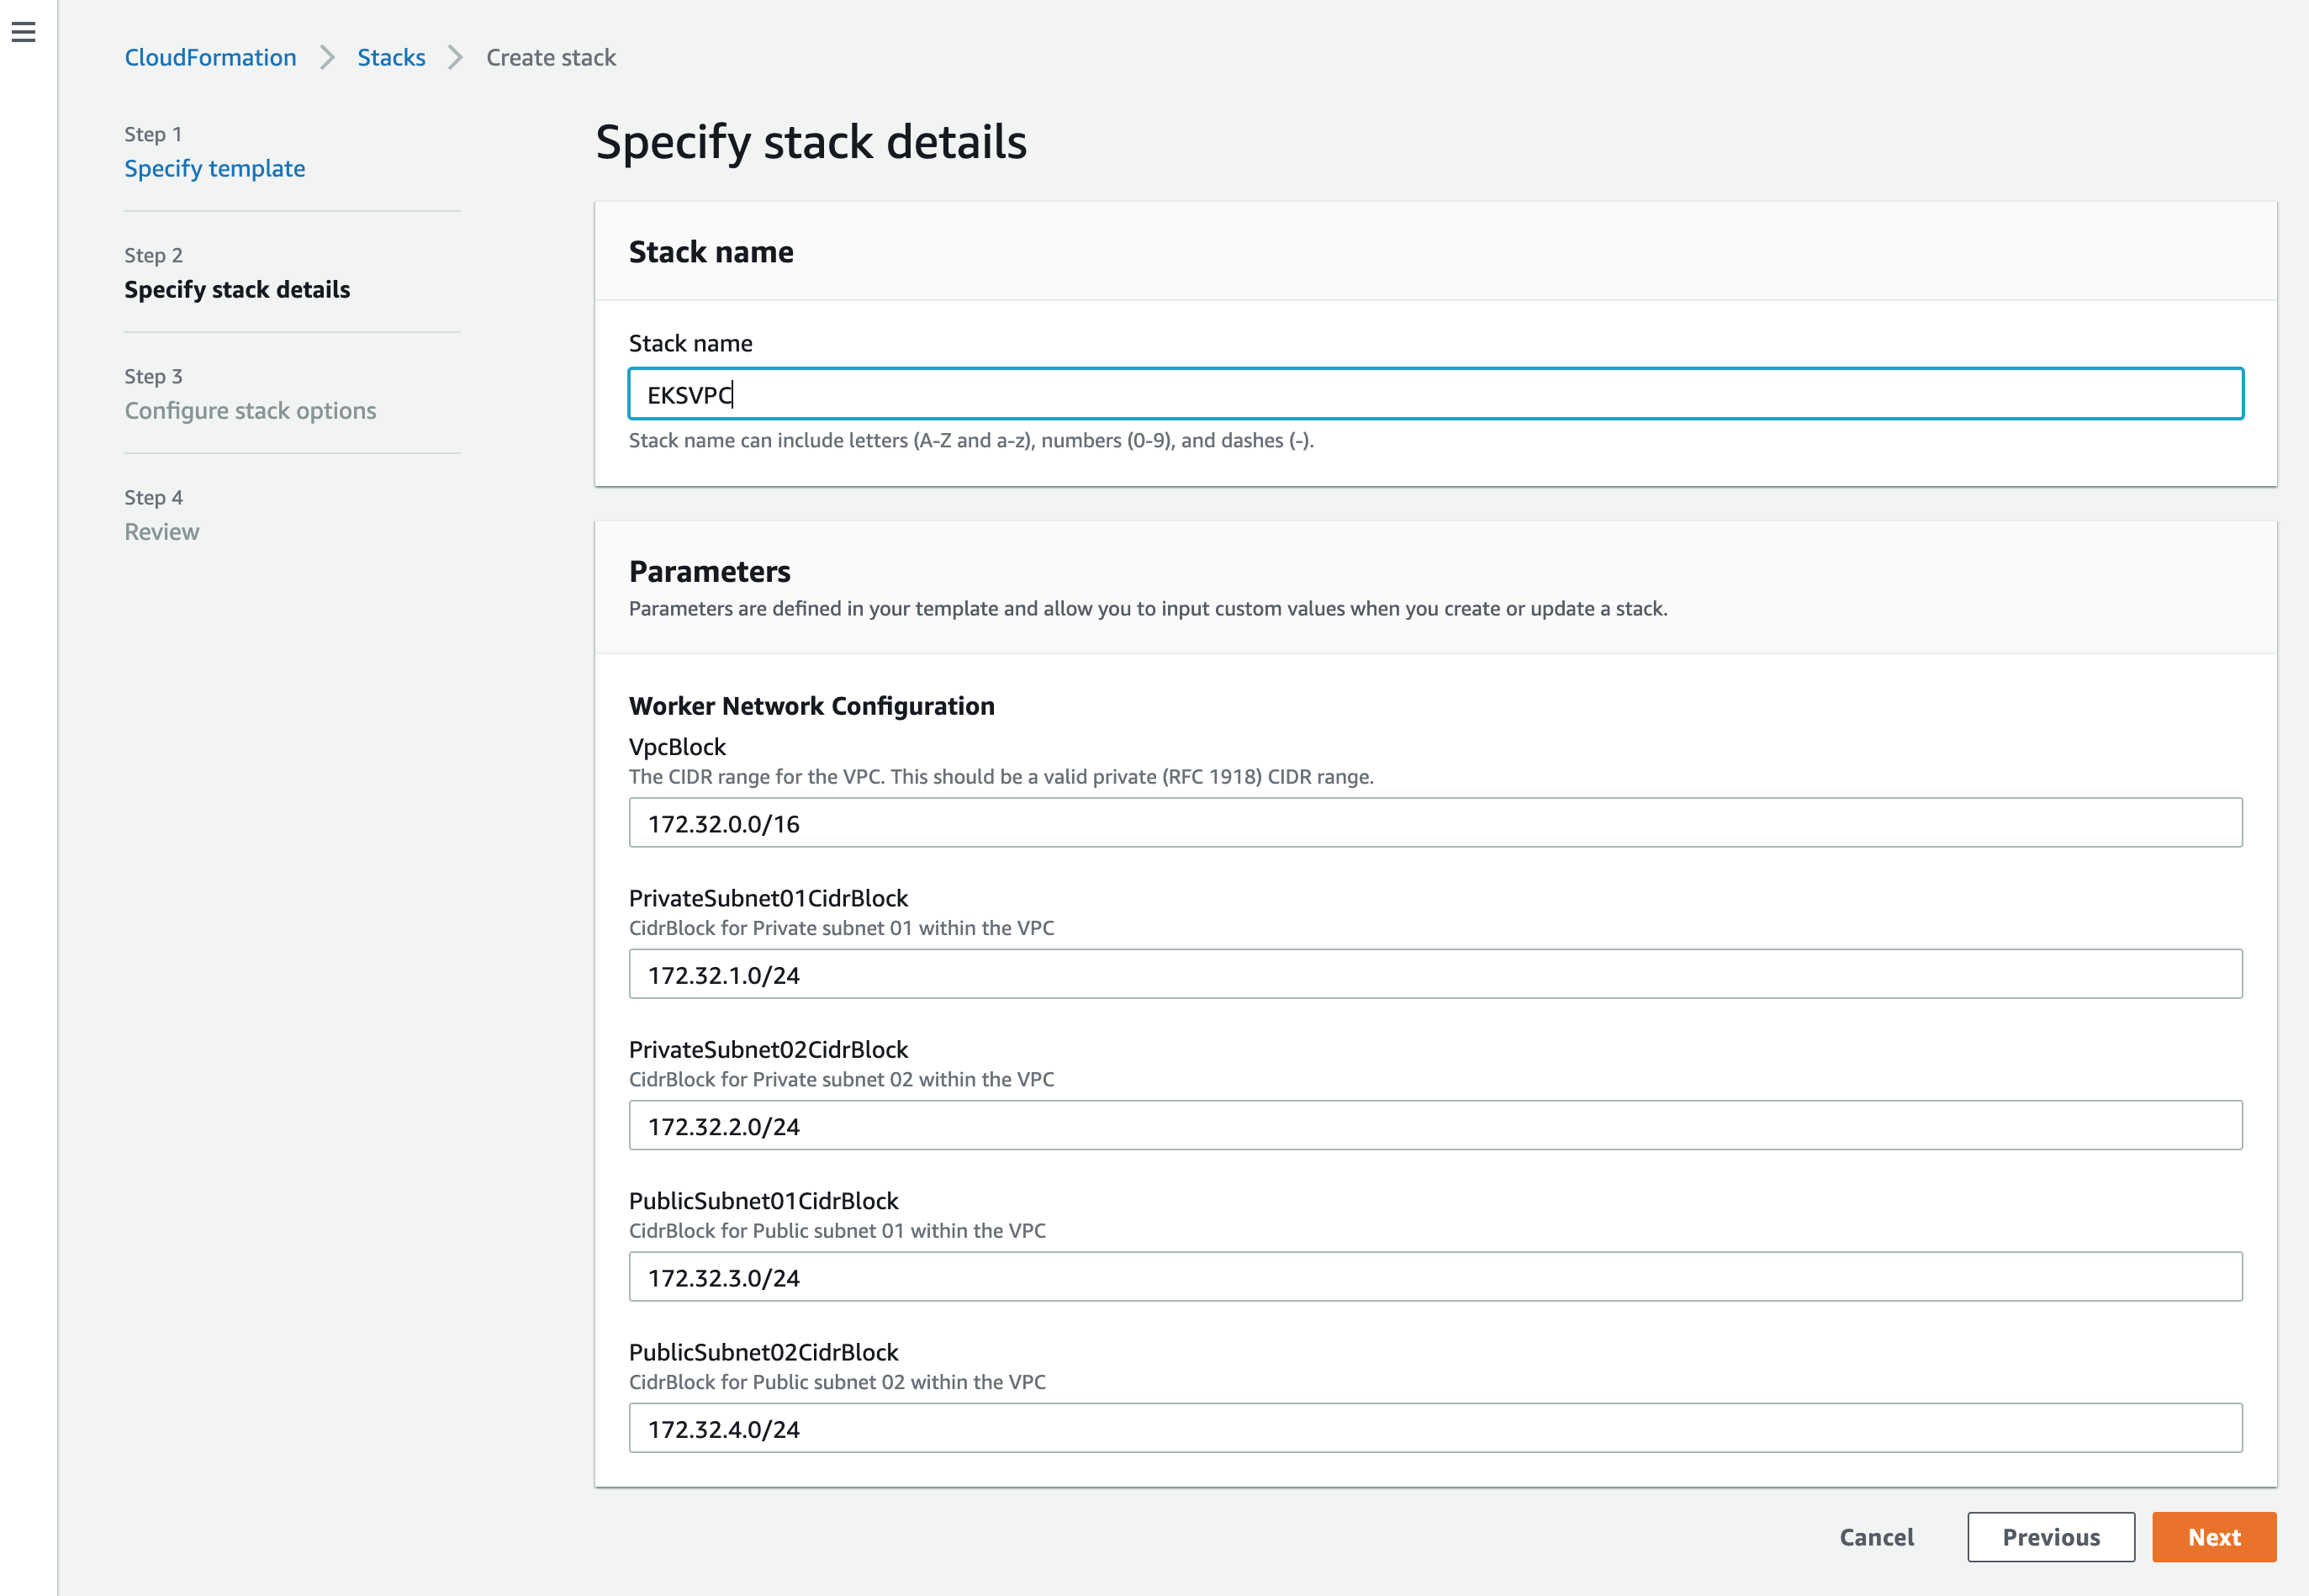 CloudFormation > Stacks > Create stack
Step 1
Specify template
Step 2
Specify stack details
Step 3
Configure stack options
Step 4
Review
Specify stack details
Stack name
Stack name
EKSVPC
Stack name can include letters (A-Z and a-z), numbers (0-9), and dashes (-).
Parameters
Parameters are defined in your template and allow you to input custom values when you create or update a stack.
Worker Network Configuration
VpcBlock
The CIDR range for the VPC. This should be a valid private (RFC 1918) CIDR range.
172.32.0.0/16
PrivateSubnet01CidrBlock
CidrBlock for Private subnet 01 within the VPC
172.32.1.0/24
PrivateSubnet02CidrBlock
CidrBlock for Private subnet 02 within the VPC
172.32.2.0/24
PublicSubnet01CidrBlock
CidrBlock for Public subnet 01 within the VPC
172.32.3.0/24
PublicSubnet02CidrBlock
CidrBlock for Public subnet 02 within the VPC
172.32.4.0/24
Cancel Previous Next